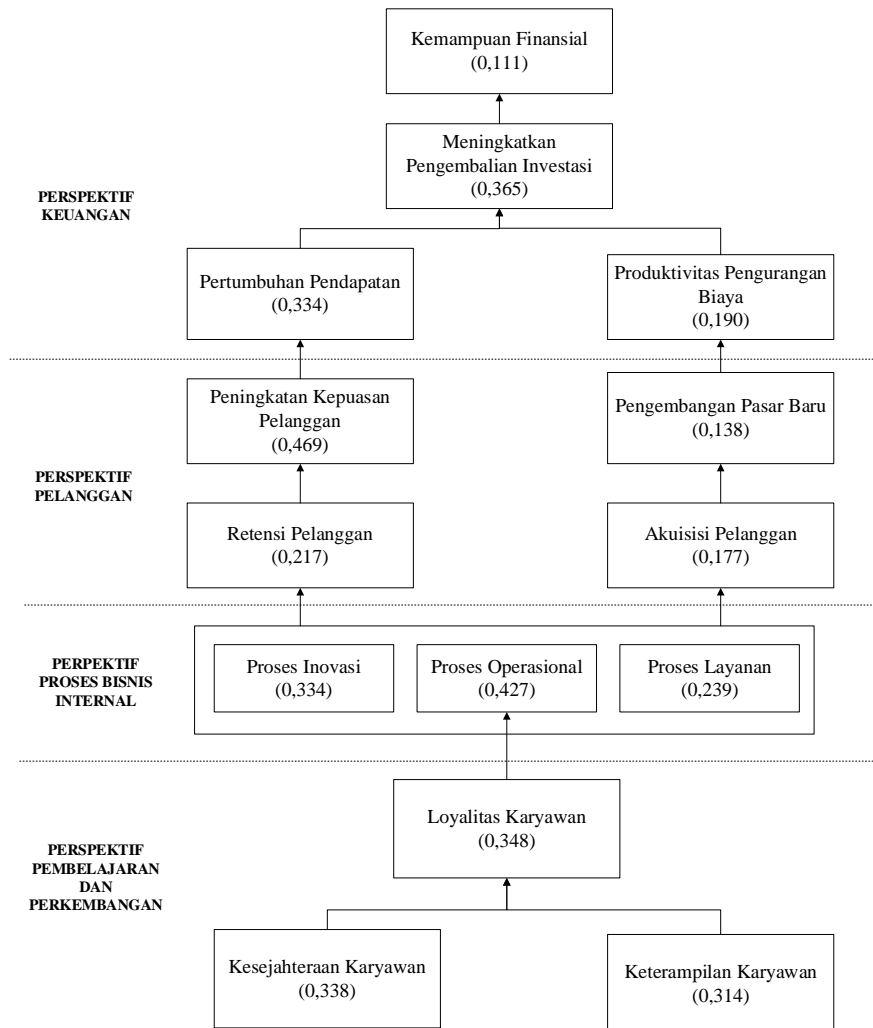 Kemampuan Finansial
(0,111)
Meningkatkan
Pengembalian Investasi
(0,365)
PERSPEKTIF
KEUANGAN
Pertumbuhan Pendapatan
(0,334)
Produktivitas Pengurangan
Biaya
(0,190)
Peningkatan Kepuasan
Pelanggan
(0,469)
Pengembangan Pasar Baru
(0,138)
PERSPEKTIF
PELANGGAN
Retensi Pelanggan
(0,217)
Akuisisi Pelanggan
(0,177)
PERPEKTIF
PROSES BISNIS
INTERNAL
Proses Inovasi
(0,334)
Proses Operasional
(0,427)
Proses Layanan
(0,239)
Loyalitas Karyawan
(0,348)
PERSPEKTIF
PEMBELAJARAN
DAN
PERKEMBANGAN
Kesejahteraan Karyawan
(0,338)
Keterampilan Karyawan
(0,314)